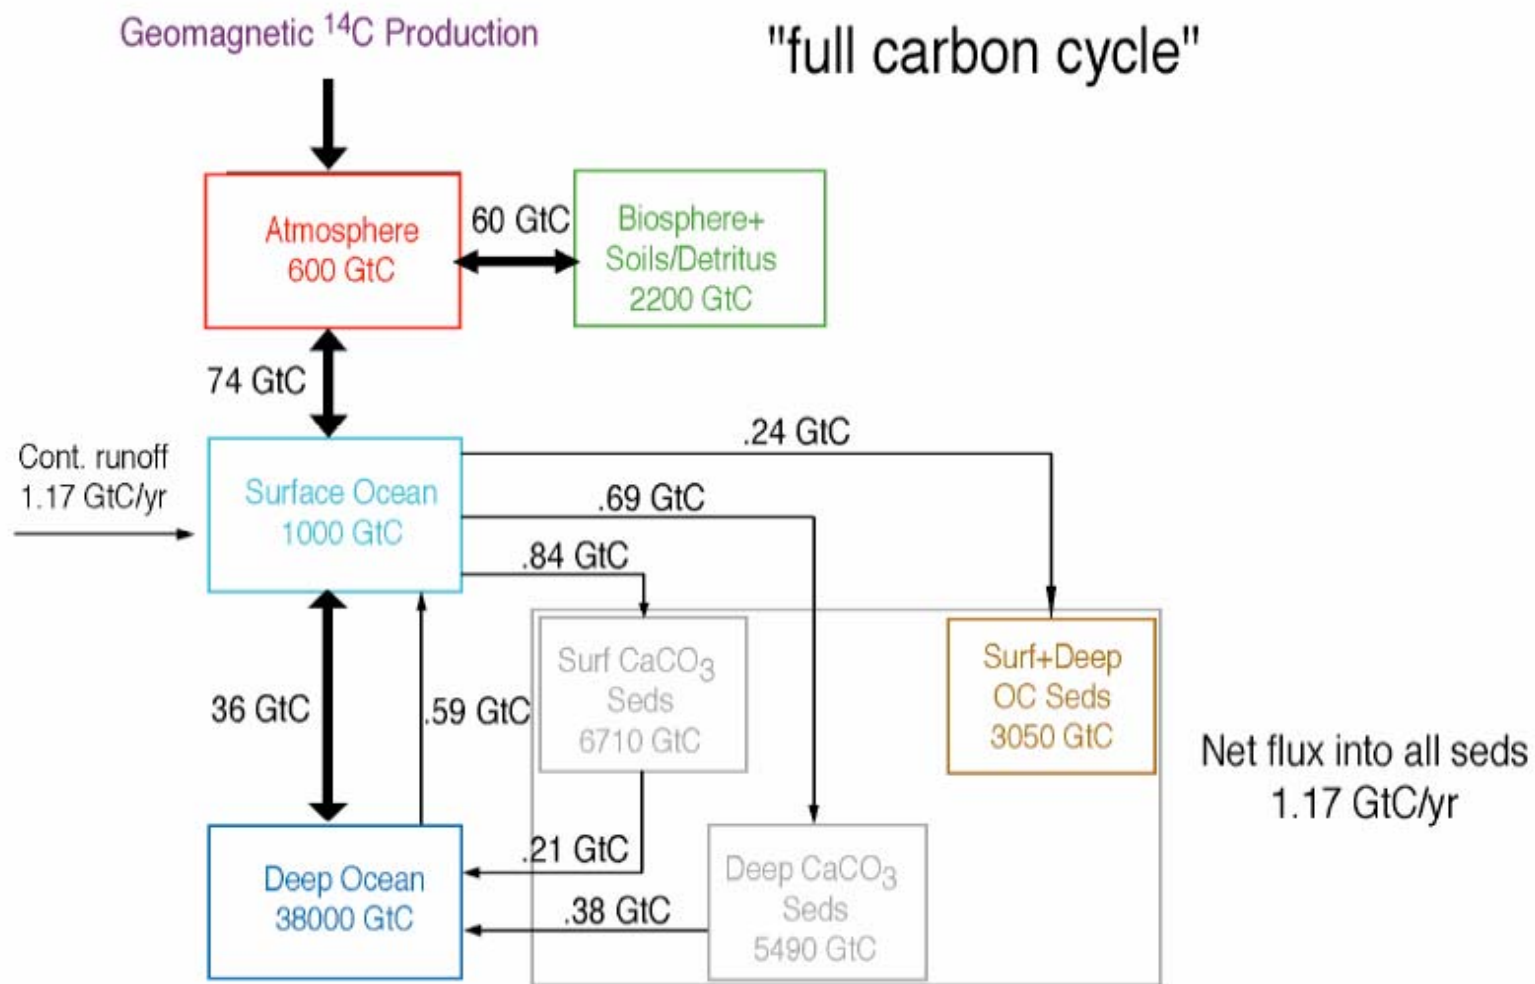 Geomagnetic ¹⁴C Production
"full carbon cycle"
Atmosphere
600 GtC
60 GtC
Biosphere+
Soils/Detritus
2200 GtC
74 GtC
Cont. runoff
1.17 GtC/yr
Surface Ocean
1000 GtC
.24 GtC
.69 GtC
.84 GtC
36 GtC
.59 GtC
Surf CaCO₃
Seds
6710 GtC
Surf+Deep
OC Seds
3050 GtC
Net flux into all seds
1.17 GtC/yr
.21 GtC
Deep Ocean
38000 GtC
.38 GtC
Deep CaCO₃
Seds
5490 GtC